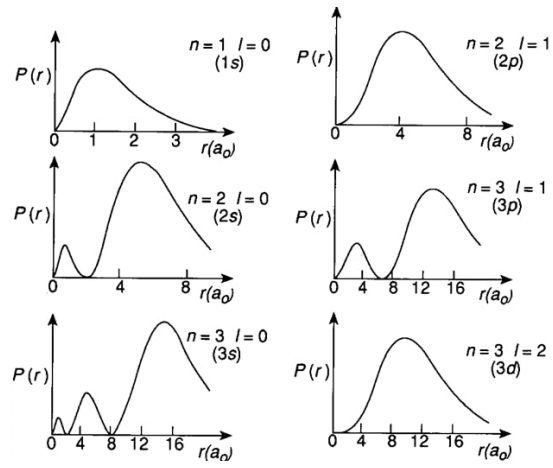 P(r)
n=1 l=0
(1s)
1 2 3
r(a₀)
n=2 l=1
(2p)
0 4 8
r(a₀)
P(r)
n=2 l=0
(2s)
4 8
r(a₀)
n=3 l=1
(3p)
0 4 8 12 16
r(a₀)
P(r)
n=3 l=0
(3s)
0 4 8 12 16
r(a₀)
P(r)
n=3 l=2
(3d)
0 4 8 12 16
r(a₀)
P(r)
0